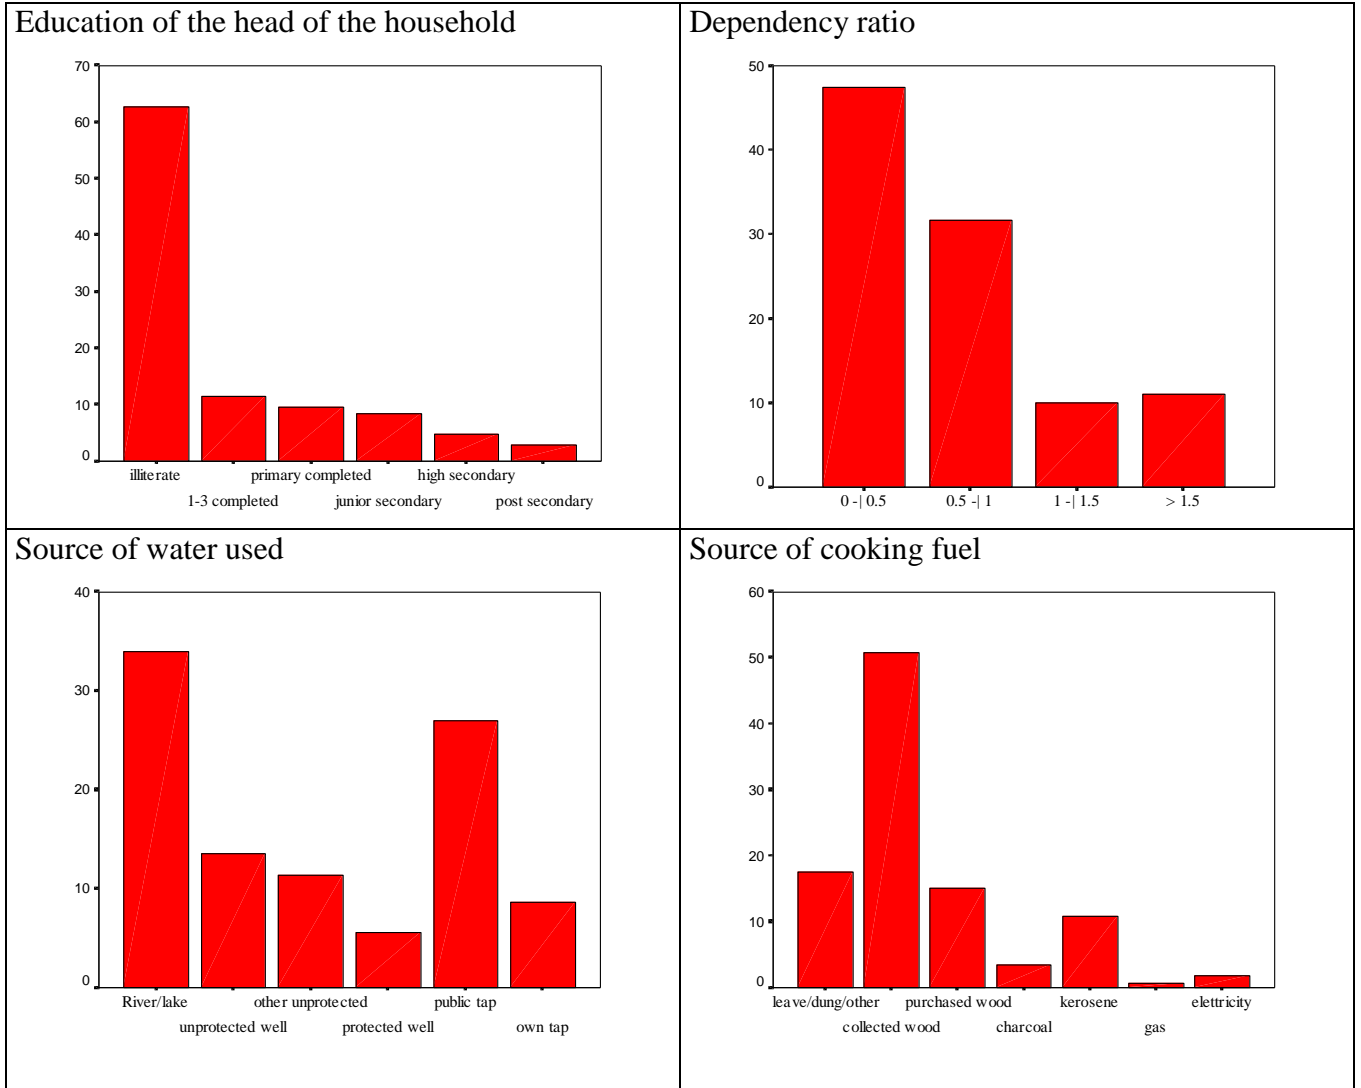 Education of the head of the household
70
60
50
40
30
20
10
0
illiterate primary completed high secondary
1-3 completed junior secondary post secondary
Dependency ratio
50
40
30
20
10
0
0 -| 0.5 0.5 -| 1 1 -| 1.5 > 1.5
Source of water used
40
30
20
10
0
River/lake other unprotected public tap
unprotected well protected well own tap
Source of cooking fuel
60
50
40
30
20
10
0
leave/dung/other purchased wood kerosene elettricity
collected wood charcoal gas